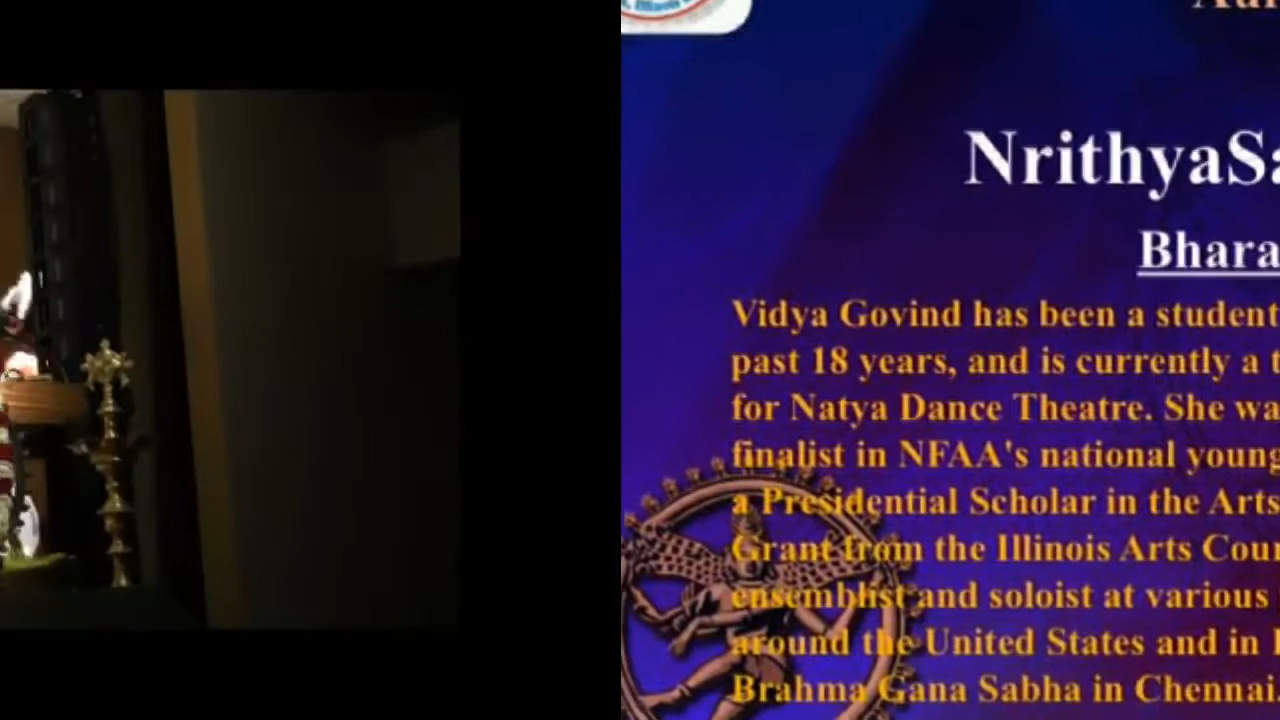 NrithyaSa
Bhara
Vidya Govind has been a student
past 18 years, and is currently a t
for Natya Dance Theatre. She wa
finalist in NFAA's national young
a Presidential Scholar in the Arts
Grant from the Illinois Arts Coun
ensemblist and soloist at various
around the United States and in
Brahma Gana Sabha in Chennai.